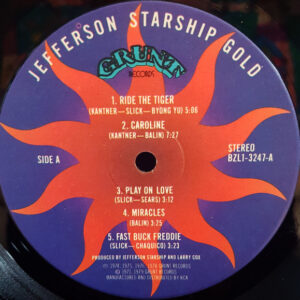 JEFFERSON STARSHIP GOLD
GRUNT
RECORDS
1. RIDE THE TIGER
(KANTNER—SLICK—BYONG YU) 5:06
2. CAROLINE
(KANTNER—BALIN) 7:27
SIDE A
STEREO
BZL1-3247-A
3. PLAY ON LOVE
(SLICK—SEARS) 3:12
4. MIRACLES
(BALIN) 3:25
5. FAST BUCK FREDDIE
(SLICK—CHAQUICO) 3:23
PRODUCED BY JEFFERSON STARSHIP AND LARRY COX
MANUFACTURED AND DISTRIBUTED BY RCA